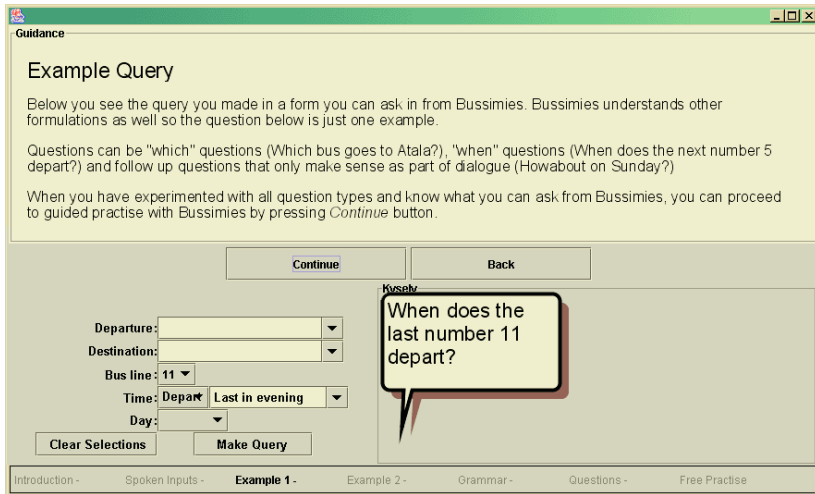 Guidance
Example Query
Below you see the query you made in a form you can ask in from Bussimies. Bussimies understands other
formulations as well so the question below is just one example.
Questions can be "which" questions (Which bus goes to Atala?), "when" questions (When does the next number 5
depart?) and follow up questions that only make sense as part of dialogue (Howabout on Sunday?)
When you have experimented with all question types and know what you can ask from Bussimies, you can proceed
to guided practise with Bussimies by pressing Continue button.
Continue Back
Kysely
When does the
last number 11
depart?
Departure:
Destination:
Bus line: 11
Time: Depart Last in evening
Day:
Clear Selections Make Query
Introduction - Spoken Inputs - Example 1 - Example 2 - Grammar - Questions - Free Practise